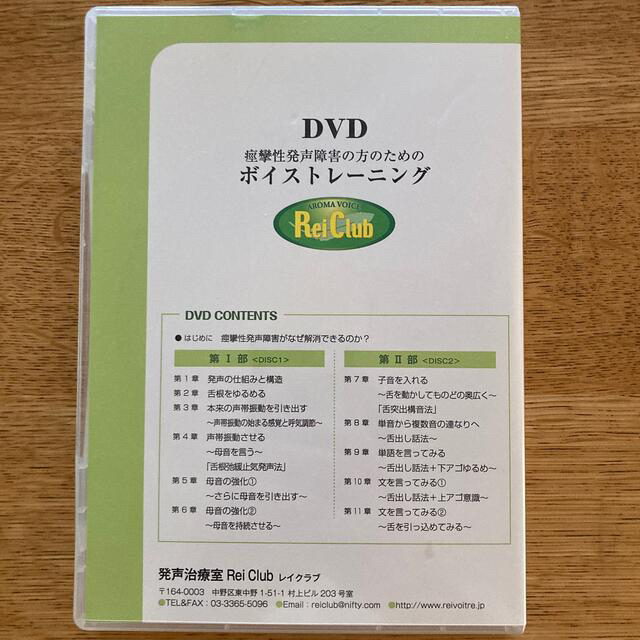 DVD
痙攣性発声障害の方のための
ボイストレーニング
AROMA VOICE
Rei Club
DVD CONTENTS
●はじめに 痙攣性発声障害がなぜ解消できるのか？
第Ⅰ部 <DISC1>
第1章 発声の仕組みと構造
第2章 舌根をゆるめる
第3章 本来の声帯振動を引き出す
～声帯振動の始まる感覚と呼気調節～
第4章 声帯振動させる
～母音を言う～
「舌根弛緩止気発声法」
第5章 母音の強化①
～さらに母音を引き出す～
第6章 母音の強化②
～母音を持続させる～
第Ⅱ部 <DISC2>
第7章 子音を入れる
～舌を動かしてものどの奥広く～
「舌突出構音法」
第8章 単音から複数音の連なりへ
～舌出し話法～
第9章 単語を言ってみる
～舌出し話法＋下アゴゆるめ～
第10章 文を言ってみる①
～舌出し話法＋上アゴ意識～
第11章 文を言ってみる②
～舌を引っ込めてみる～
発声治療室 Rei Club レイクラブ
〒164-0003 中野区東中野1-51-1 村上ビル203号室
●TEL&FAX : 03-3365-5096 ●Email : reiclub@nifty.com ●http://www.reivoitre.jp